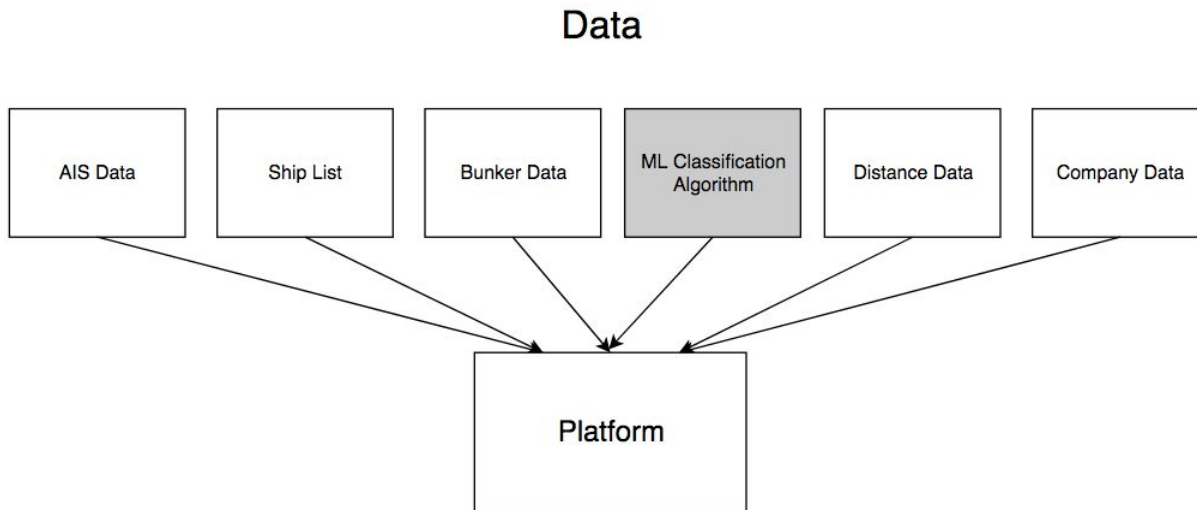 Data
AIS Data
Ship List
Bunker Data
ML Classification
Algorithm
Distance Data
Company Data
Platform